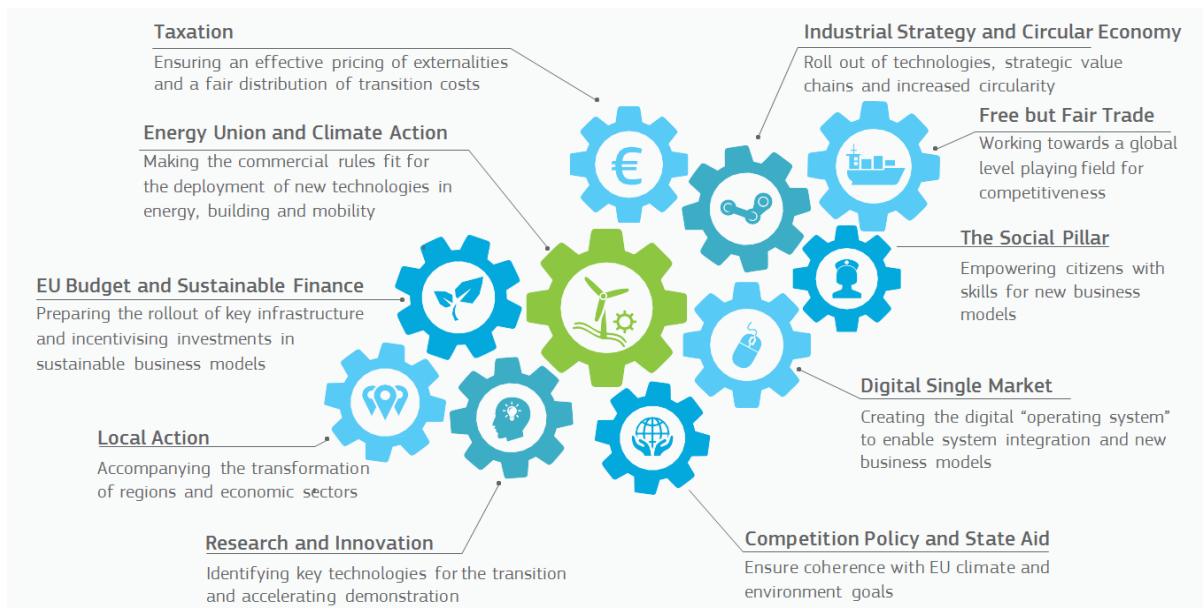 Taxation
Ensuring an effective pricing of externalities
and a fair distribution of transition costs
Energy Union and Climate Action
Making the commercial rules fit for
the deployment of new technologies in
energy, building and mobility
EU Budget and Sustainable Finance
Preparing the rollout of key infrastructure
and incentivising investments in
sustainable business models
Local Action
Accompanying the transformation
of regions and economic sectors
Research and Innovation
Identifying key technologies for the transition
and accelerating demonstration
€
Industrial Strategy and Circular Economy
Roll out of technologies, strategic value
chains and increased circularity
Free but Fair Trade
Working towards a global
level playing field for
competitiveness
The Social Pillar
Empowering citizens with
skills for new business
models
Digital Single Market
Creating the digital “operating system”
to enable system integration and new
business models
Competition Policy and State Aid
Ensure coherence with EU climate and
environment goals